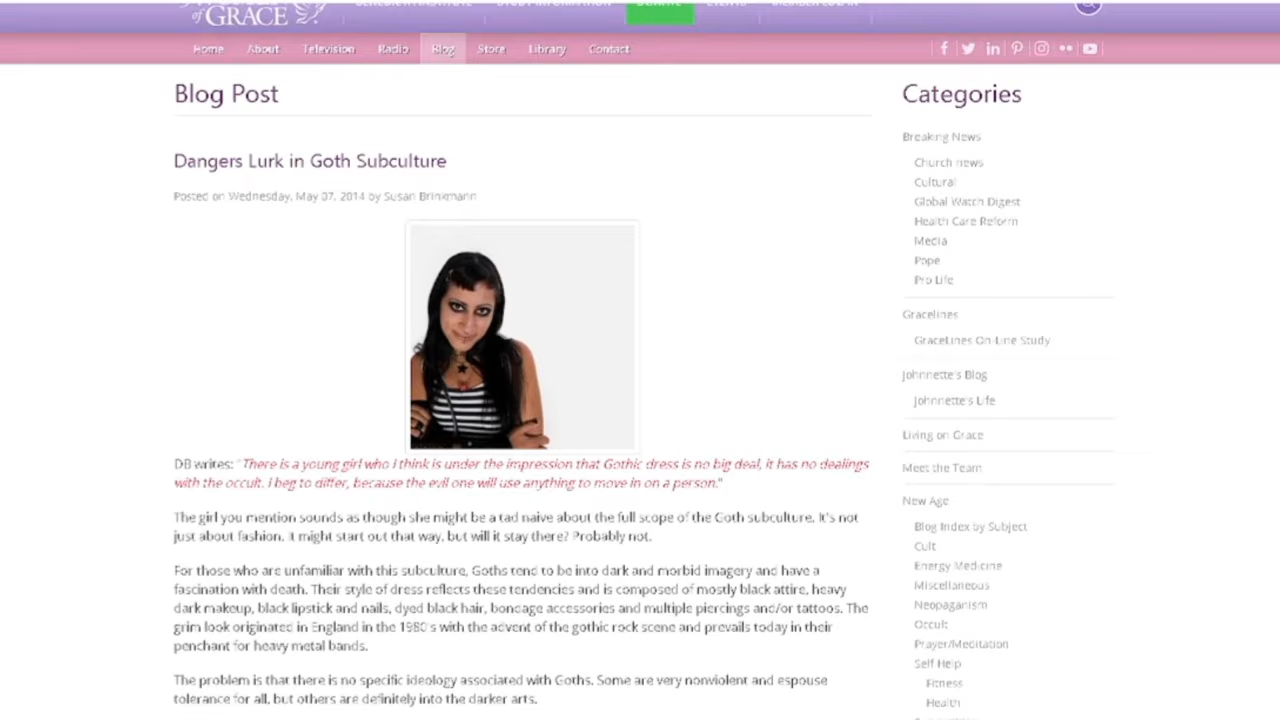 of GRACE
DONATE
EVENTS
Home About Television Radio Blog Store Library Contact
Blog Post
Dangers Lurk in Goth Subculture
Posted on Wednesday, May 07, 2014 by Susan Brinkmann
DB writes: "There is a young girl who I think is under the impression that Gothic dress is no big deal, it has no dealings
with the occult. I beg to differ, because the evil one will use anything to move in on a person."
The girl you mention sounds as though she might be a tad naive about the full scope of the Goth subculture. It's not
just about fashion. It might start out that way, but will it stay there? Probably not.
For those who are unfamiliar with this subculture, Goths tend to be into dark and morbid imagery and have a
fascination with death. Their style of dress reflects these tendencies and is composed of mostly black attire, heavy
dark makeup, black lipstick and nails, dyed black hair, bondage accessories and multiple piercings and/or tattoos. The
grim look originated in England in the 1980's with the advent of the gothic rock scene and prevails today in their
penchant for heavy metal bands.
The problem is that there is no specific ideology associated with Goths. Some are very nonviolent and espouse
tolerance for all, but others are definitely into the darker arts.
Categories
Breaking News
Church news
Cultural
Global Watch Digest
Health Care Reform
Media
Pope
Pro Life
Gracelines
GraceLines On-Line Study
Johnnette's Blog
Johnnette's Life
Living on Grace
Meet the Team
New Age
Blog Index by Subject
Cult
Energy Medicine
Miscellaneous
Neopaganism
Occult
Prayer/Meditation
Self Help
Fitness
Health